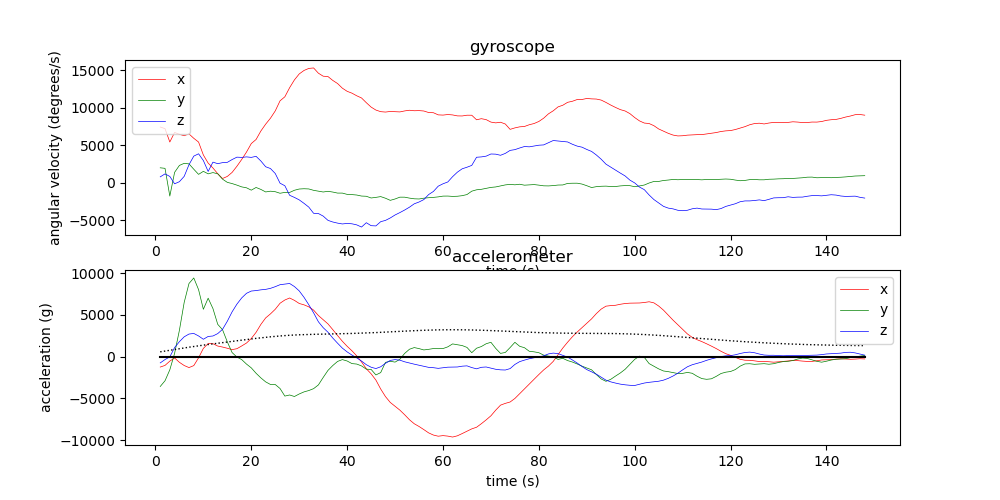 gyroscope
angular velocity (degrees/s)
15000
10000
5000
0
−5000
x
y
z
0 20 40 60 80 100 120 140
time (s)
accelerometer
acceleration (g)
10000
5000
0
−5000
−10000
x
y
z
0 20 40 60 80 100 120 140
time (s)